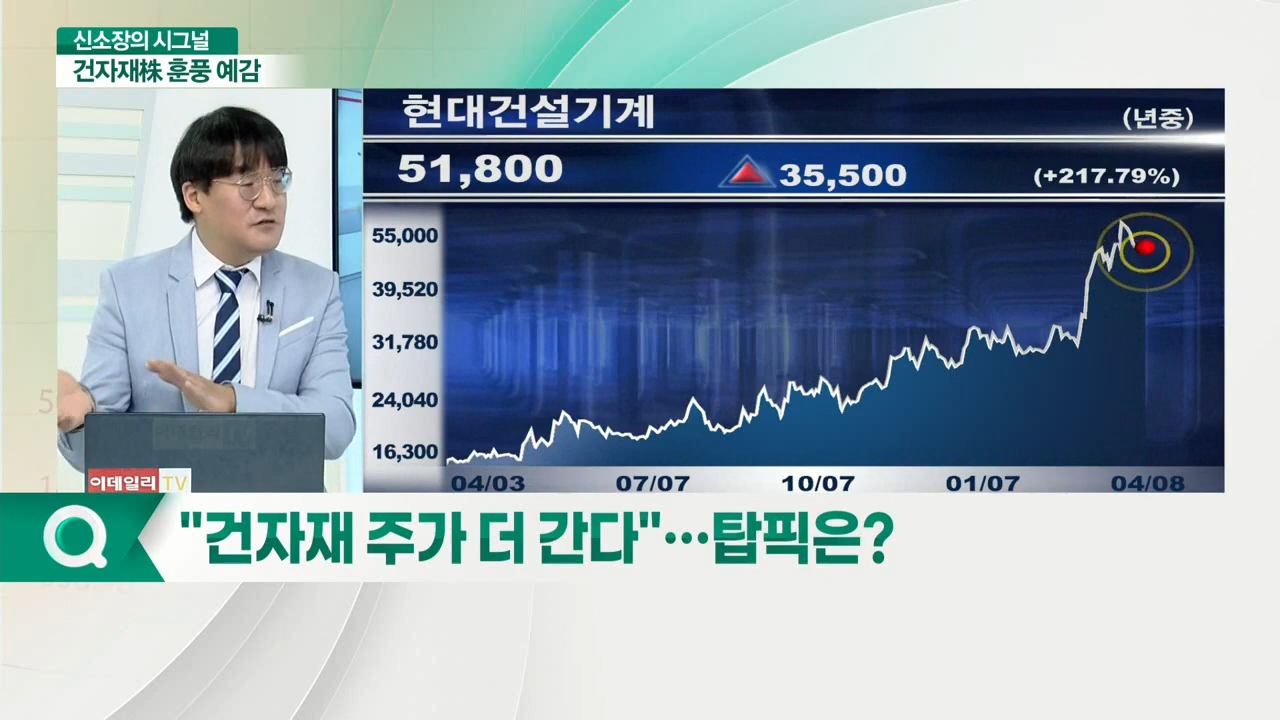 신소장의 시그널
건자재株 훈풍 예감
현대건설기계
(년중)
51,800
35,500
(+217.79%)
55,000
39,520
31,780
24,040
16,300
04/03 07/07 10/07 01/07 04/08
이데일리TV
"건자재 주가 더 간다"…탑픽은?